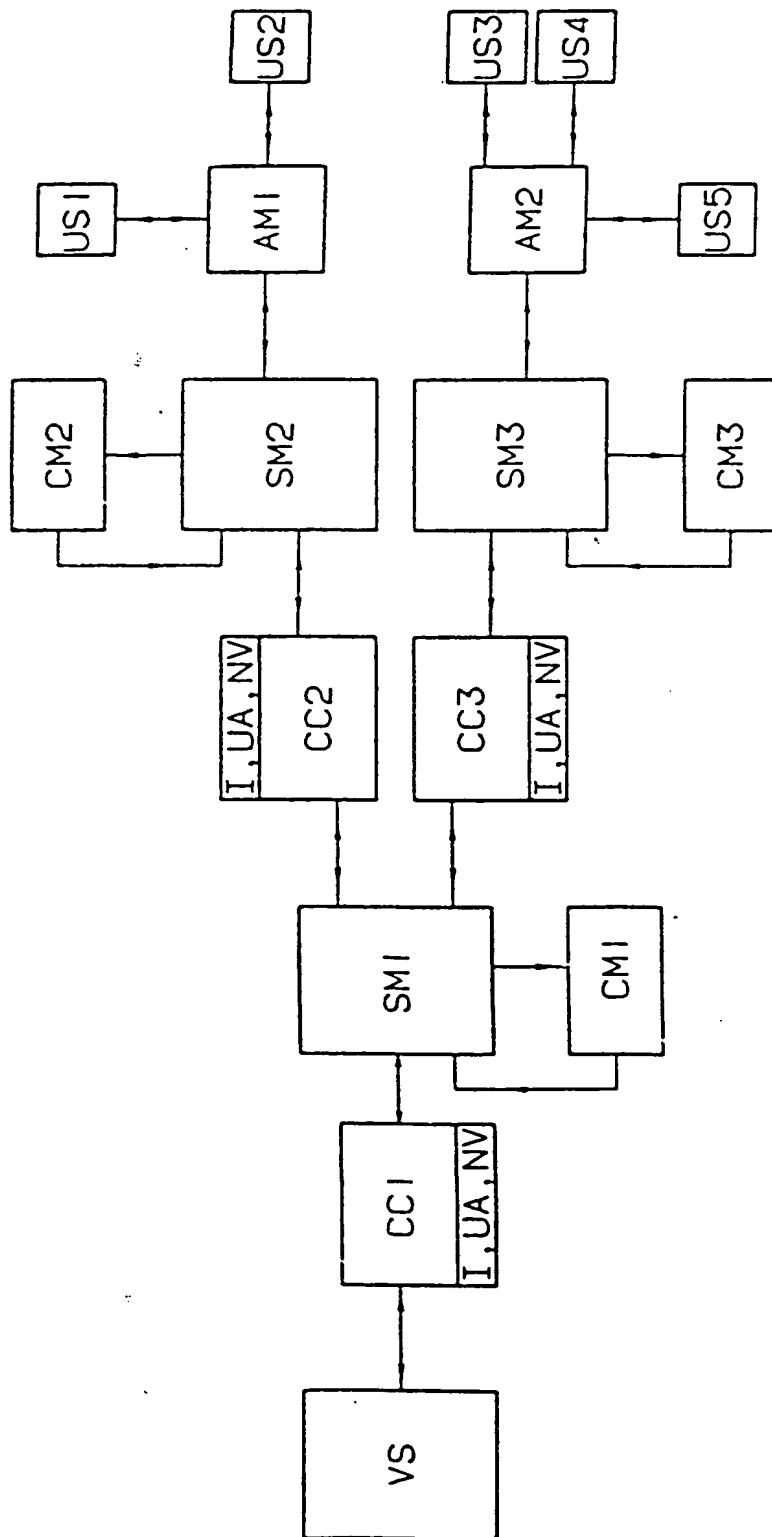 US1
US2
US3
US4
US5
AM1
AM2
CM2
SM2
SM3
CM3
I,UA,NV
CC2
CC3
I,UA,NV
SM1
CM1
CC1
I,UA,NV
VS